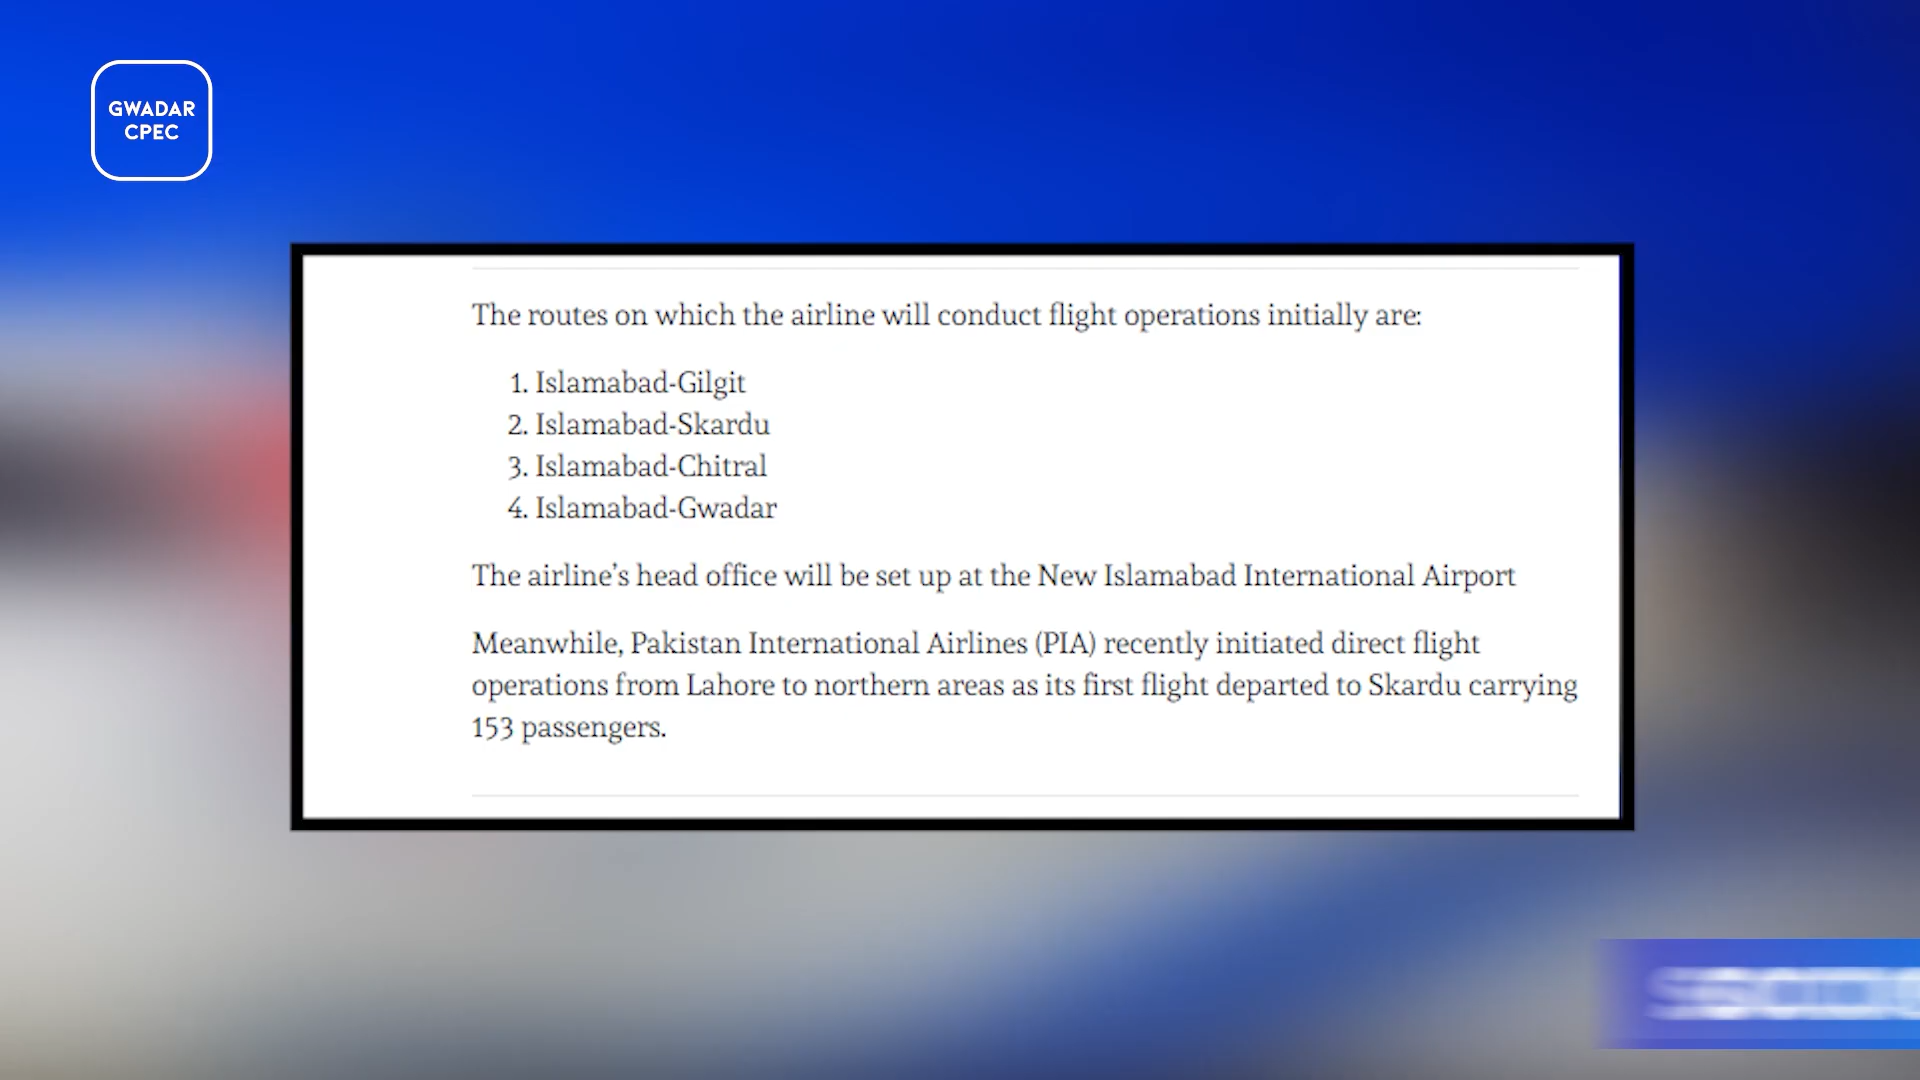 GWADAR
CPEC
The routes on which the airline will conduct flight operations initially are:
1. Islamabad-Gilgit
2. Islamabad-Skardu
3. Islamabad-Chitral
4. Islamabad-Gwadar
The airline’s head office will be set up at the New Islamabad International Airport
Meanwhile, Pakistan International Airlines (PIA) recently initiated direct flight
operations from Lahore to northern areas as its first flight departed to Skardu carrying
153 passengers.